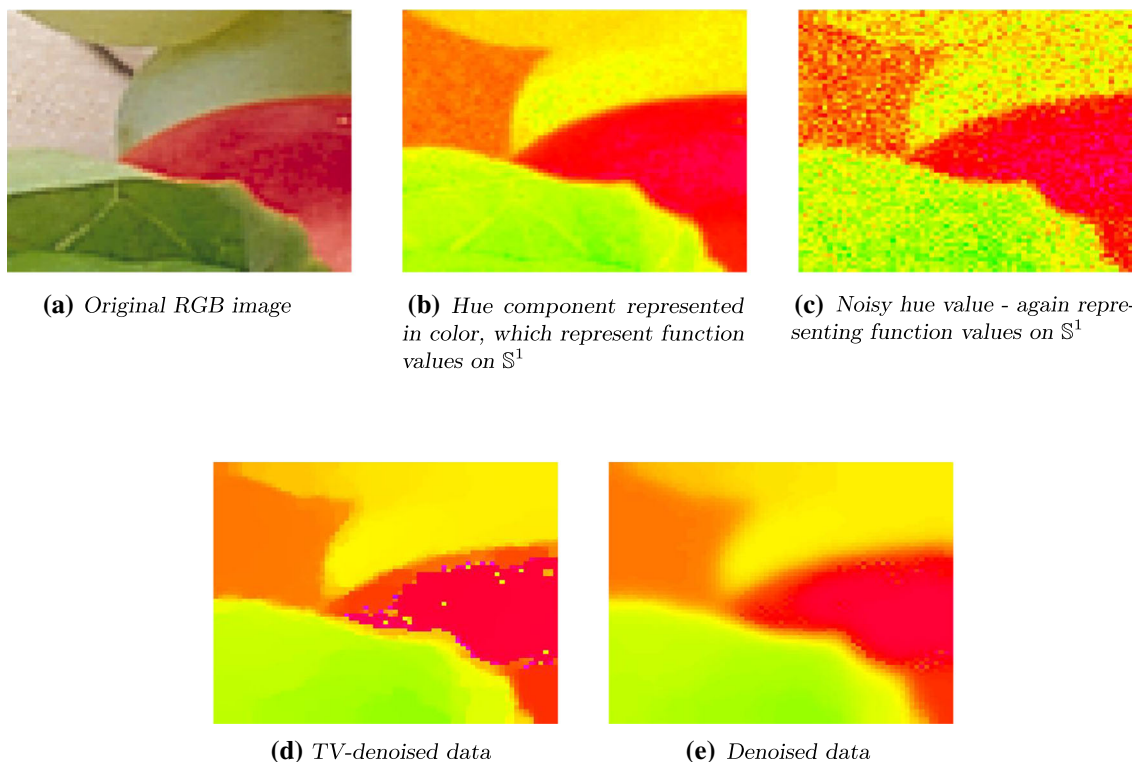 (a) Original RGB image
(b) Hue component represented
in color, which represent function
values on 𝕊¹
(c) Noisy hue value - again repre-
senting function values on 𝕊¹
(d) TV-denoised data
(e) Denoised data